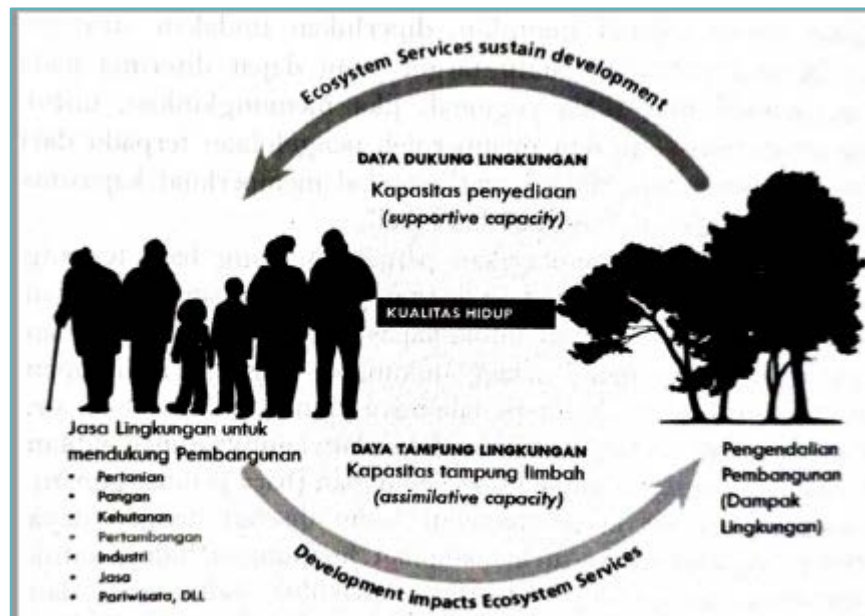 Ecosystem Services sustain development
DAYA DUKUNG LINGKUNGAN
Kapasitas penyediaan
(supportive capacity)
KUALITAS HIDUP
Jasa Lingkungan untuk
mendukung Pembangunan
• Pertanian
• Pangan
• Kehutanan
• Pertambangan
• Industri
• Jasa
• Pariwisata, DLL
DAYA TAMPUNG LINGKUNGAN
Kapasitas tampung limbah
(assimilative capacity)
Pengendalian
Pembangunan
(Dampak
Lingkungan)
Development impacts Ecosystem Services